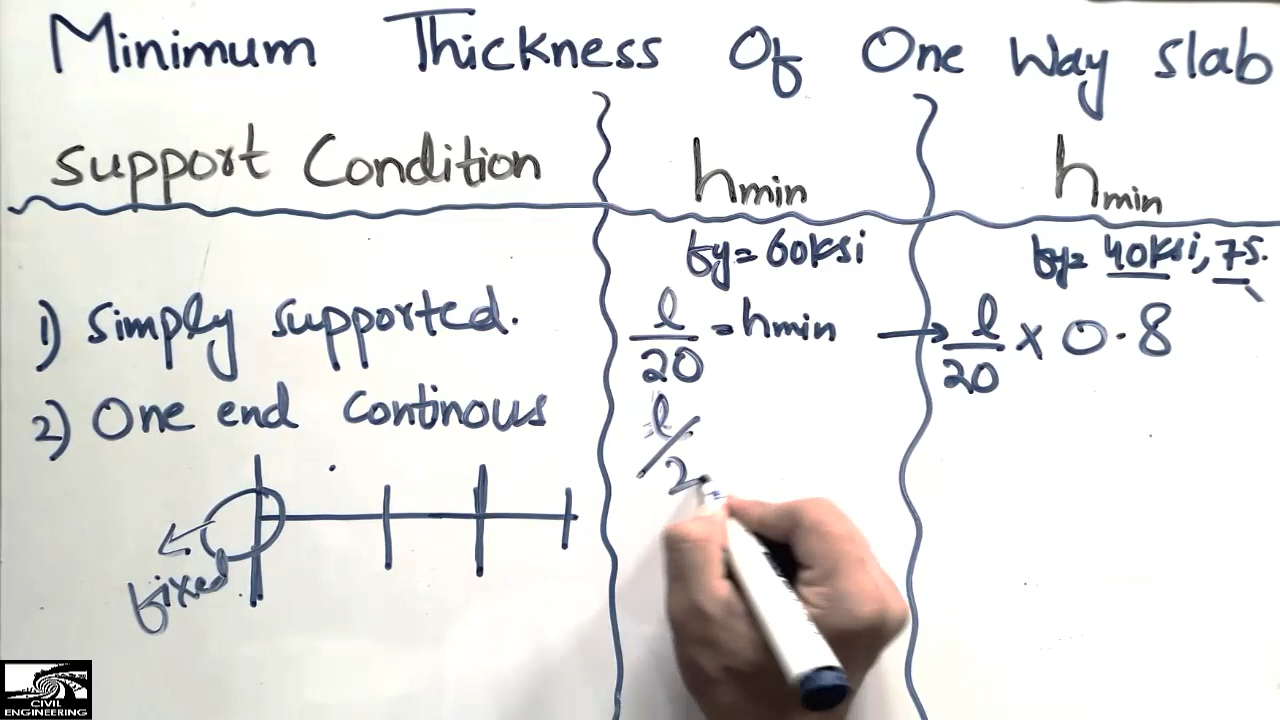 Minimum Thickness Of One Way Slab
Support Condition
hmin
hmin
fy = 60ksi
fy = 40ksi, 75.
1) Simply supported.
l/20 = hmin → l/20 x 0.8
2) One end Continous
l/2
fixed
CIVIL
ENGINEERING